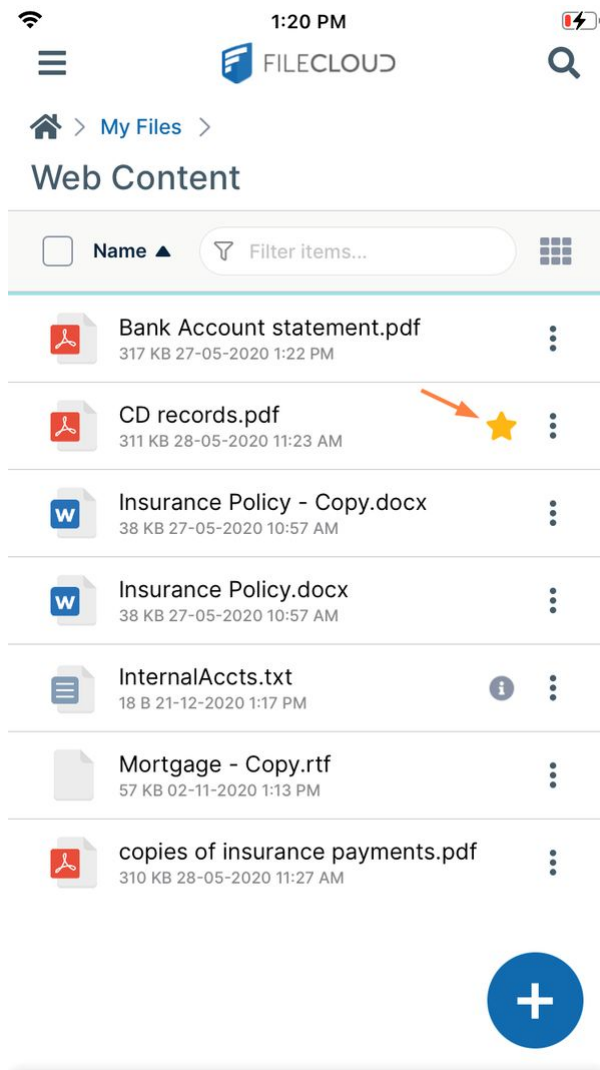 1:20 PM
FILECLOUD
My Files
Web Content
Name
Filter items...
Bank Account statement.pdf
317 KB 27-05-2020 1:22 PM
CD records.pdf
311 KB 28-05-2020 11:23 AM
W
Insurance Policy - Copy.docx
38 KB 27-05-2020 10:57 AM
W
Insurance Policy.docx
38 KB 27-05-2020 10:57 AM
InternalAccts.txt
18 B 21-12-2020 1:17 PM
Mortgage - Copy.rtf
57 KB 02-11-2020 1:13 PM
copies of insurance payments.pdf
310 KB 28-05-2020 11:27 AM